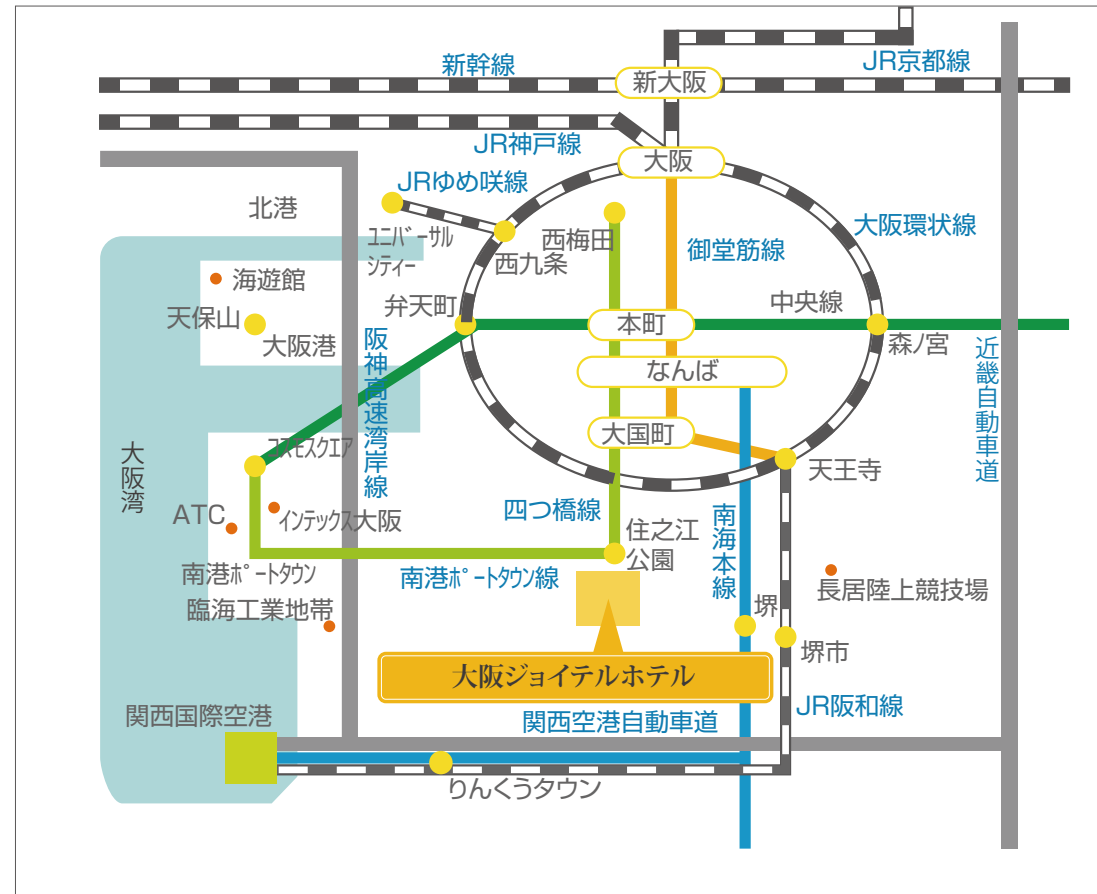 新幹線
JR京都線
新大阪
JR神戸線
大阪
JRゆめ咲線
北港
ﾕﾆﾊﾞｰｻﾙ
ｼﾃｨｰ
西九条
西梅田
御堂筋線
大阪環状線
海遊館
天保山
大阪港
弁天町
本町
中央線
森ﾉ宮
阪神高速湾岸線
なんば
近畿自動車道
大国町
天王寺
大阪湾
ｺｽﾓｽｸｴｱ
ATC
インテックス大阪
四つ橋線
住之江
公園
南海本線
南港ﾎﾟｰﾄタウン
南港ﾎﾟｰﾄタウン線
長居陸上競技場
臨海工業地帯
堺
堺市
大阪ジョイテルホテル
関西国際空港
関西空港自動車道
JR阪和線
りんくうタウン